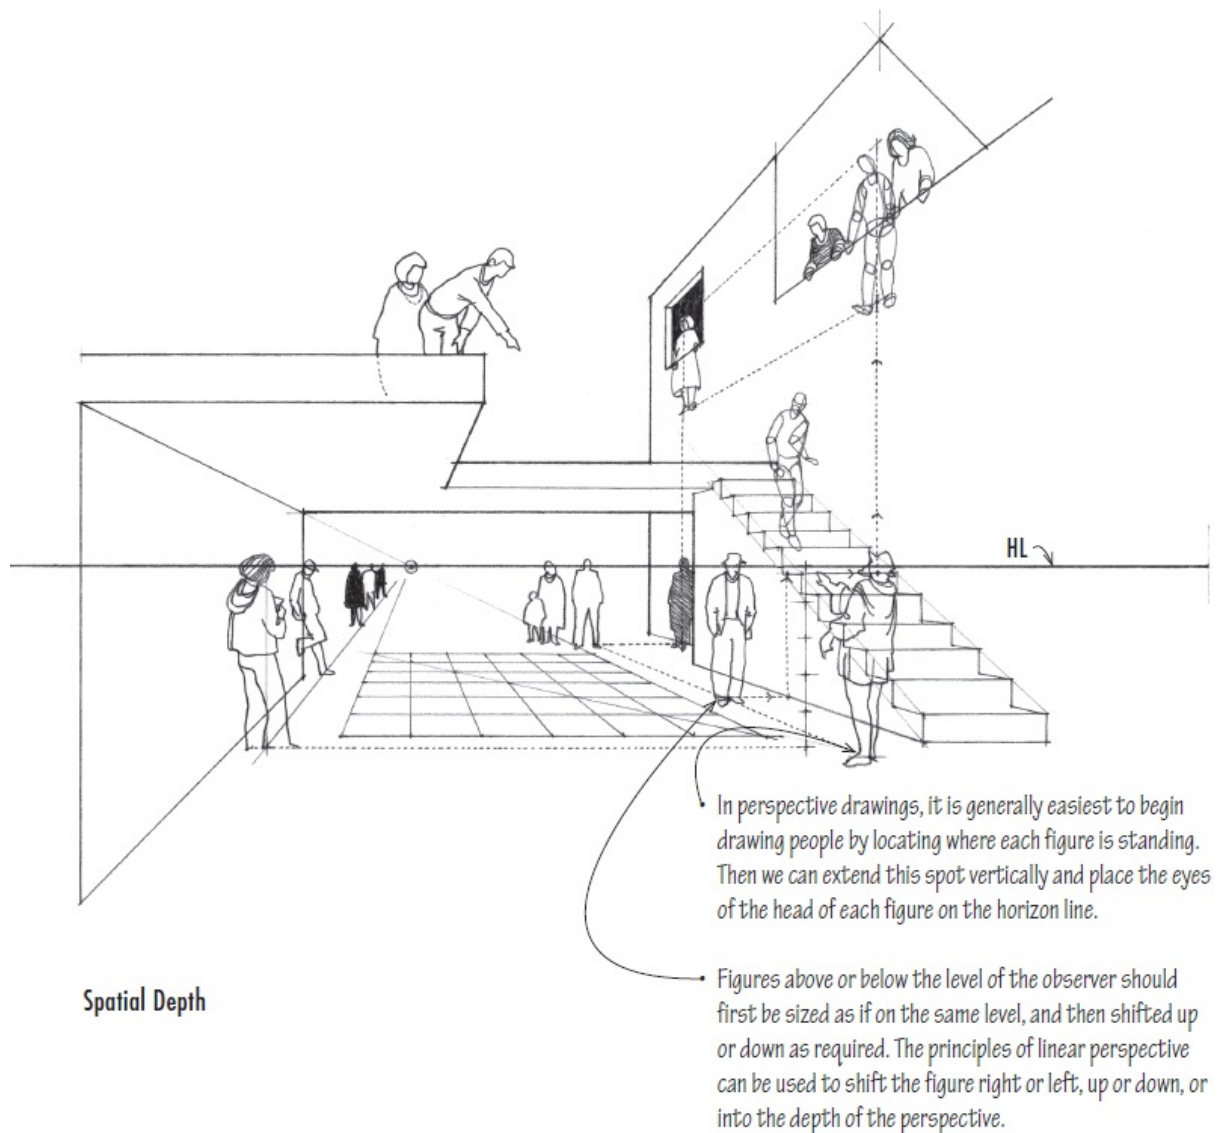 HL
In perspective drawings, it is generally easiest to begin
drawing people by locating where each figure is standing.
Then we can extend this spot vertically and place the eyes
of the head of each figure on the horizon line.
Figures above or below the level of the observer should
first be sized as if on the same level, and then shifted up
or down as required. The principles of linear perspective
can be used to shift the figure right or left, up or down, or
into the depth of the perspective.
Spatial Depth